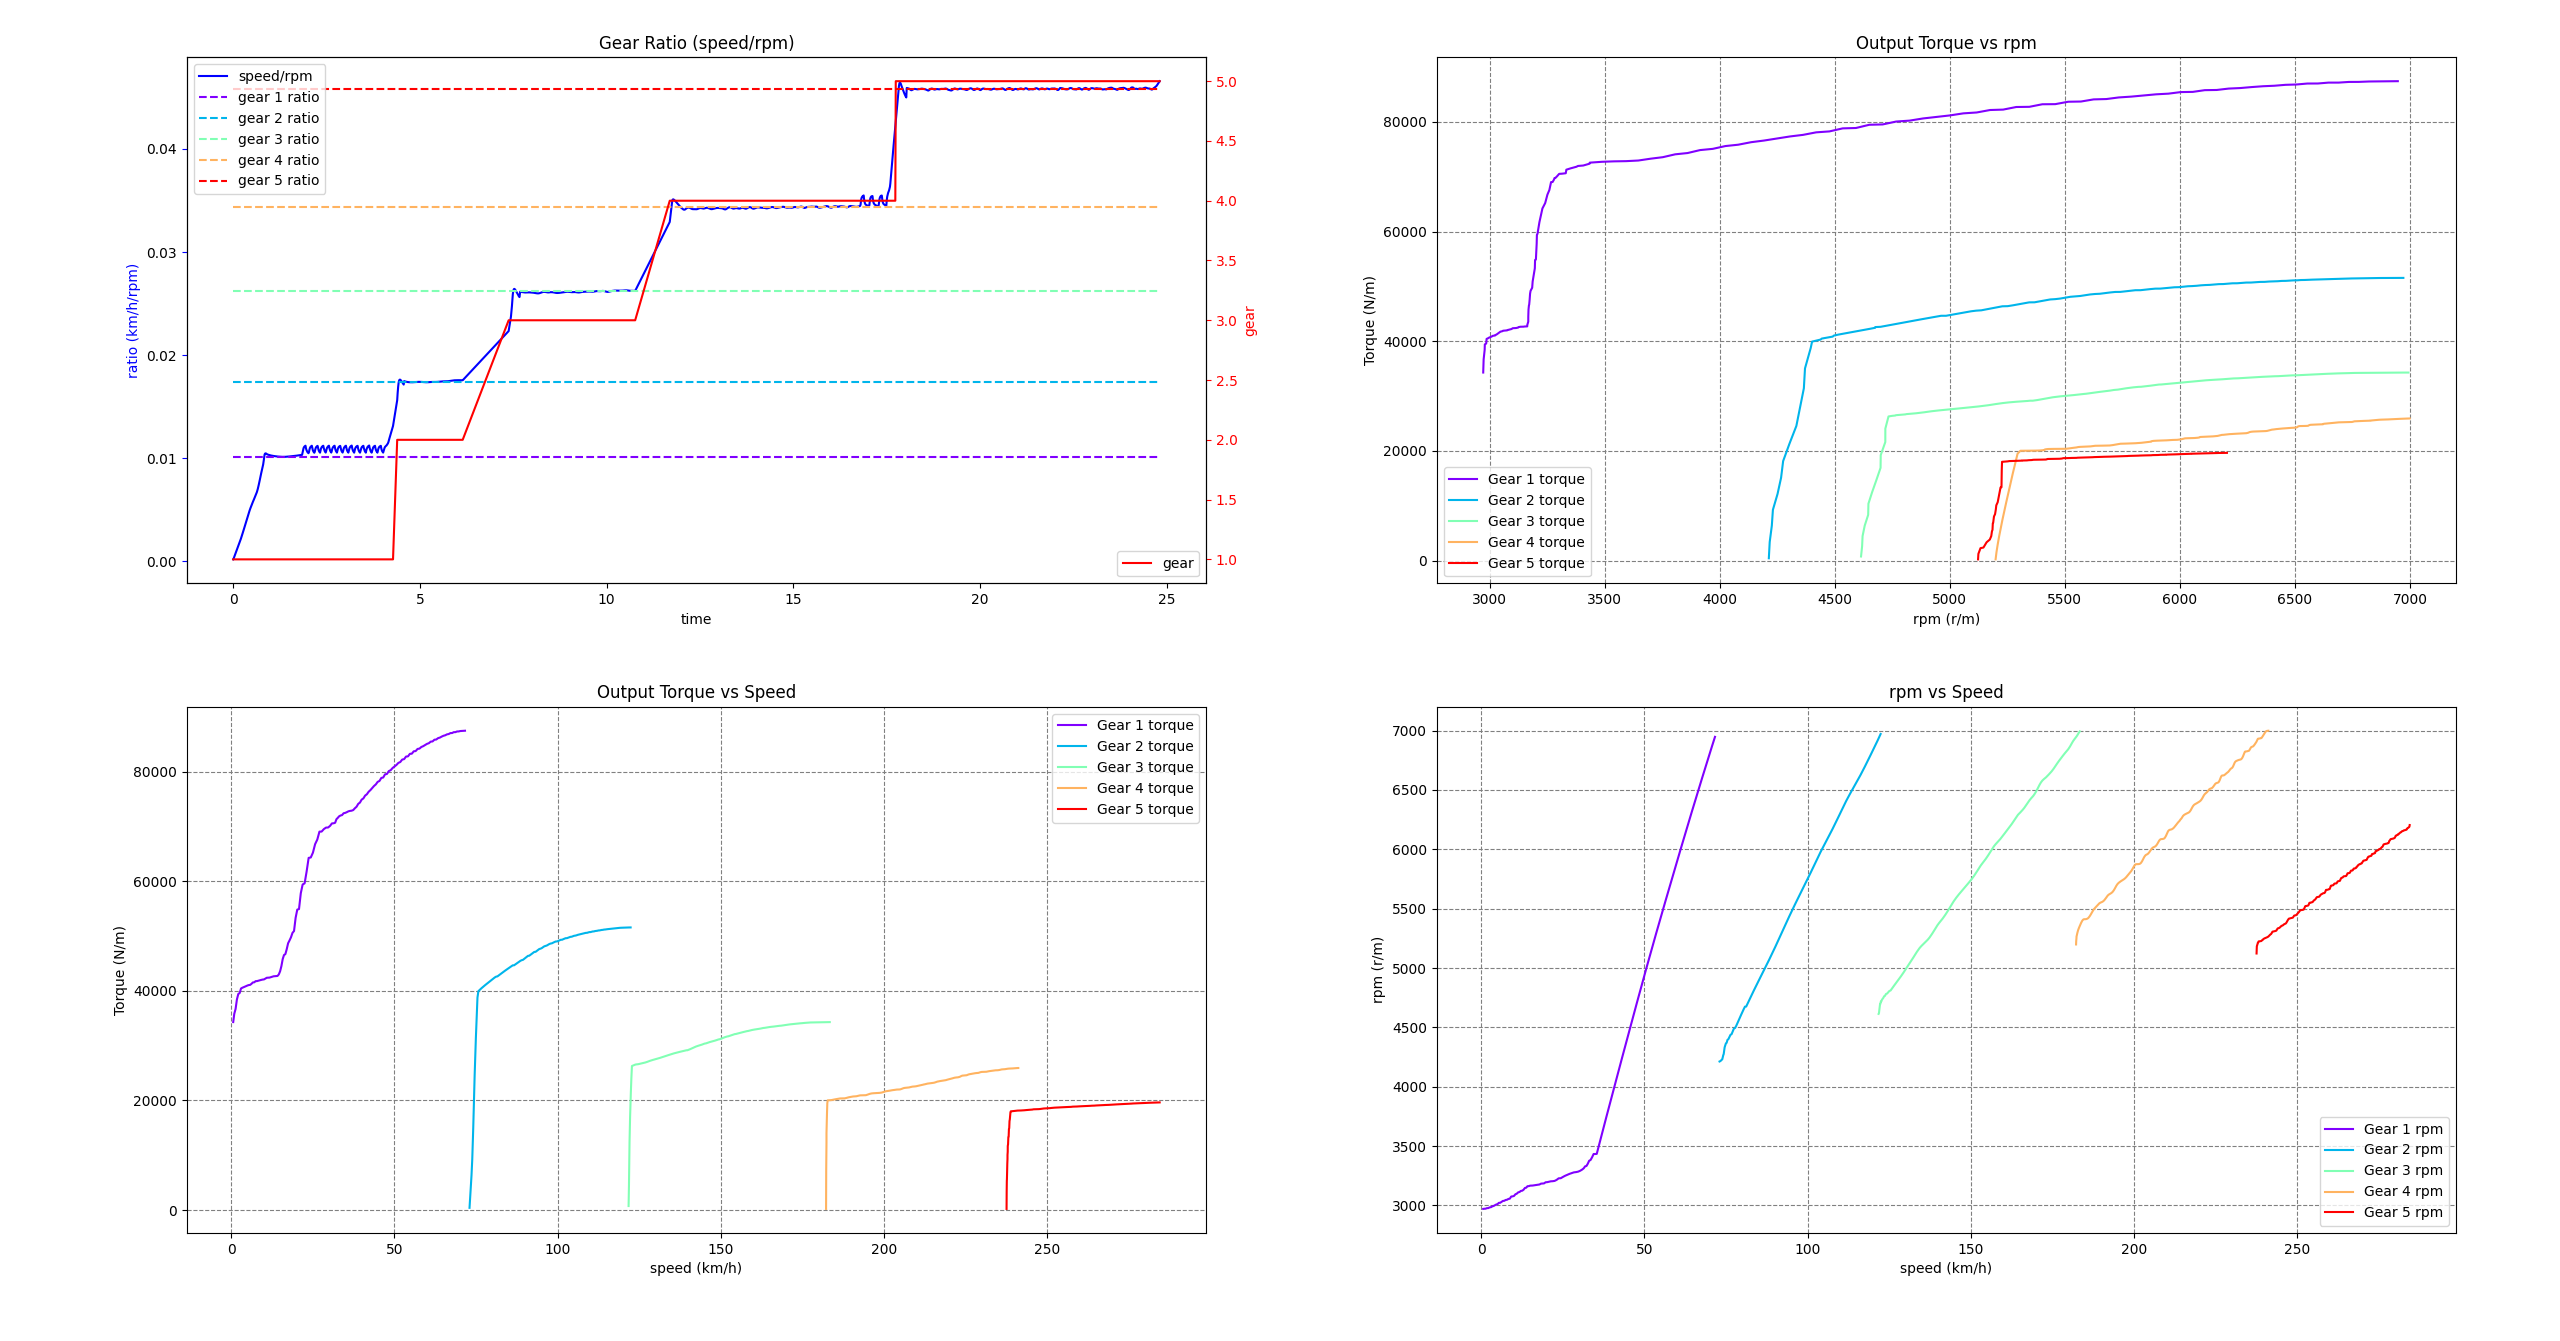 Gear Ratio (speed/rpm)
speed/rpm
gear 1 ratio
gear 2 ratio
gear 3 ratio
gear 4 ratio
gear 5 ratio
gear
0.04
0.03
0.02
0.01
0.00
ratio (km/h/rpm)
5.0
4.5
4.0
3.5
3.0
2.5
2.0
1.5
1.0
gear
0 5 10 15 20 25
time
Output Torque vs rpm
80000
60000
40000
20000
0
Torque (N/m)
Gear 1 torque
Gear 2 torque
Gear 3 torque
Gear 4 torque
Gear 5 torque
3000 3500 4000 4500 5000 5500 6000 6500 7000
rpm (r/m)
Output Torque vs Speed
80000
60000
40000
20000
0
Torque (N/m)
Gear 1 torque
Gear 2 torque
Gear 3 torque
Gear 4 torque
Gear 5 torque
0 50 100 150 200 250
speed (km/h)
rpm vs Speed
7000
6500
6000
5500
5000
4500
4000
3500
3000
rpm (r/m)
Gear 1 rpm
Gear 2 rpm
Gear 3 rpm
Gear 4 rpm
Gear 5 rpm
0 50 100 150 200 250
speed (km/h)